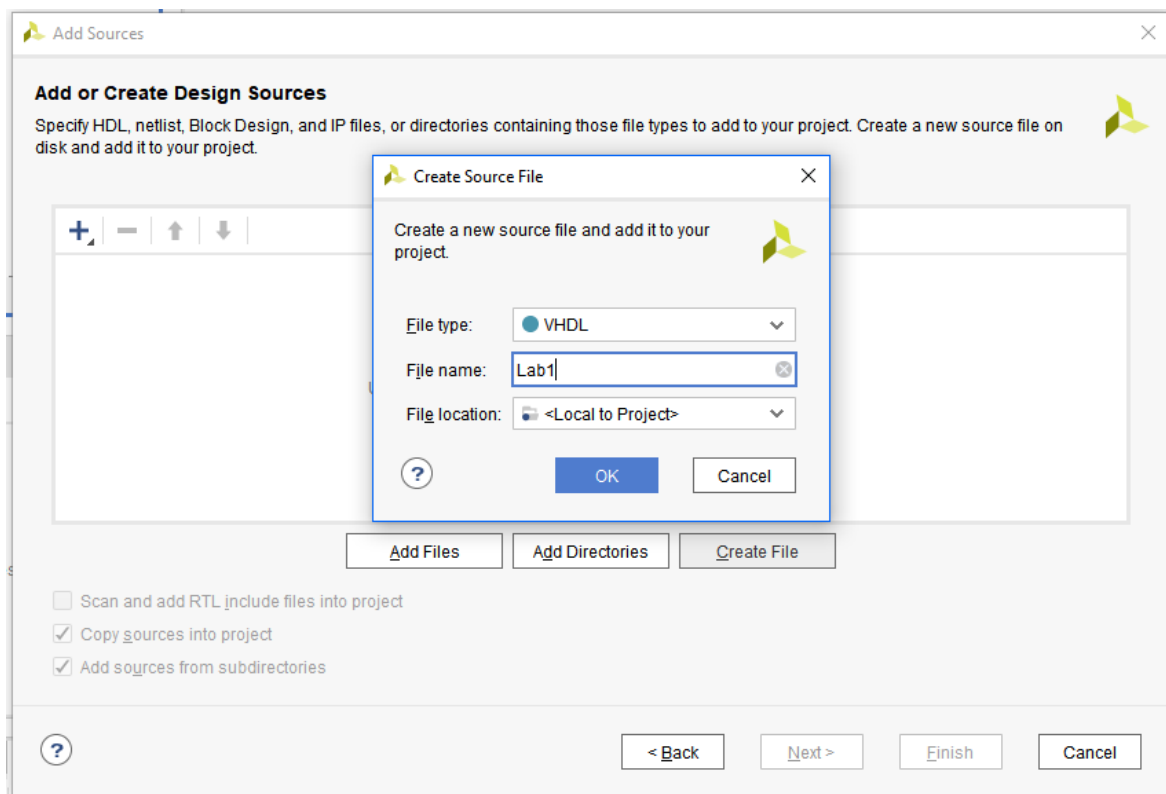 Add Sources
Add or Create Design Sources
Specify HDL, netlist, Block Design, and IP files, or directories containing those file types to add to your project. Create a new source file on
disk and add it to your project.
Create Source File
Create a new source file and add it to your
project.
File type: VHDL
File name: Lab1
File location: <Local to Project>
? OK Cancel
Add Files Add Directories Create File
Scan and add RTL include files into project
Copy sources into project
Add sources from subdirectories
? < Back Next > Finish Cancel